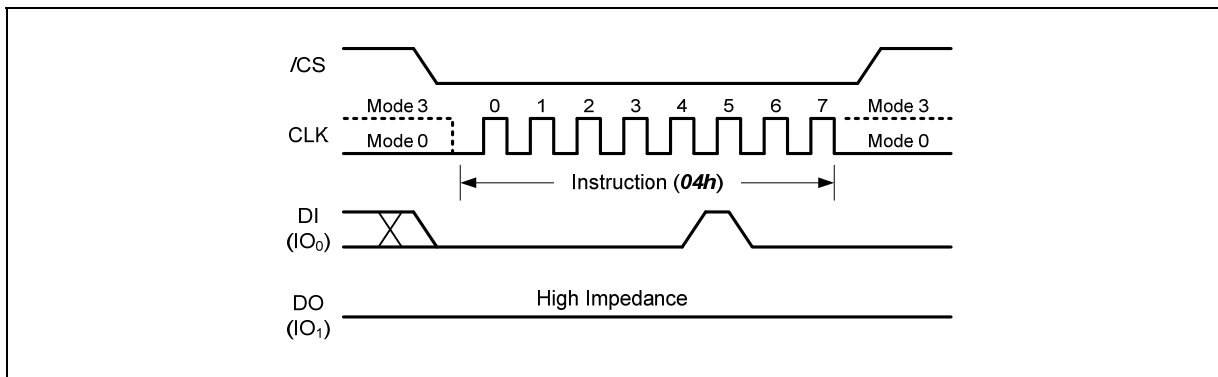 /CS
Mode 3 0 1 2 3 4 5 6 7 Mode 3
CLK Mode 0 Mode 0
Instruction (04h)
DI
(IO₀)
High Impedance
DO
(IO₁)